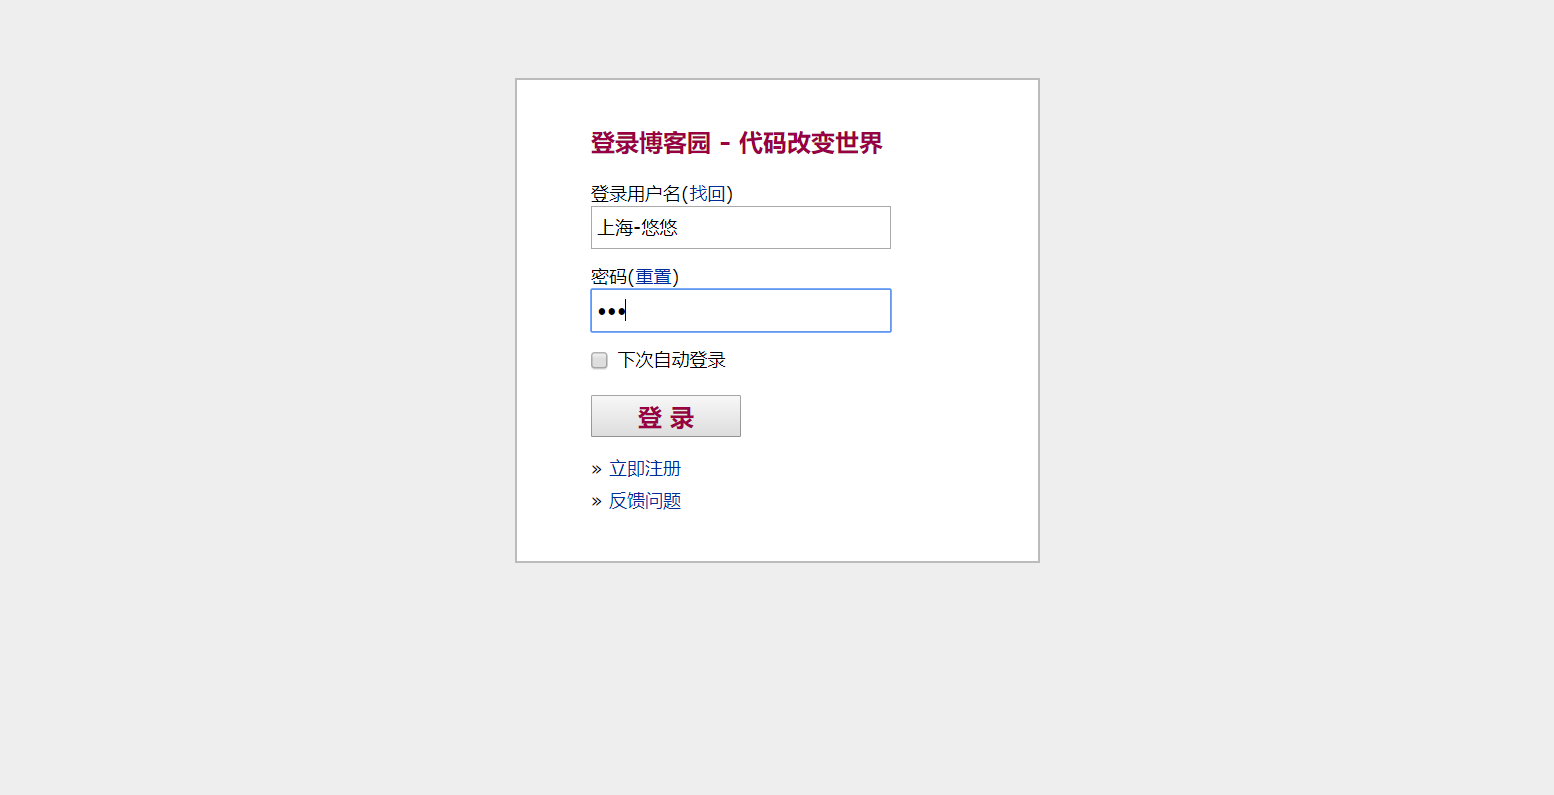 登录博客园 - 代码改变世界
登录用户名(找回)
上海-悠悠
密码(重置)
•••
下次自动登录
登 录
» 立即注册
» 反馈问题